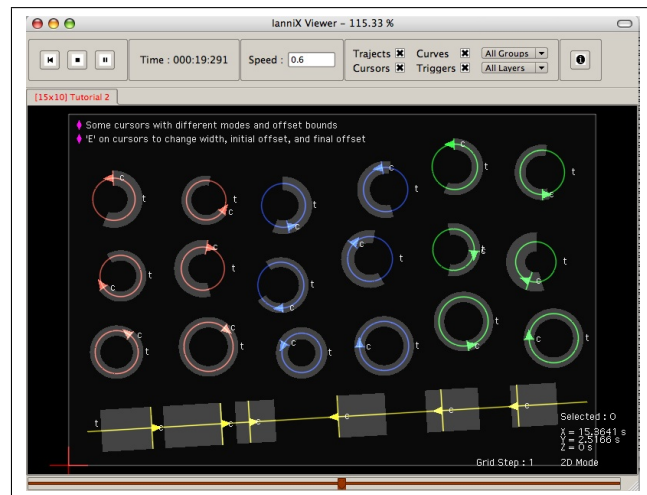 IanniX Viewer – 115.33 %
Time : 000:19:291
Speed : 0.6
Trajects Curves All Groups
Cursors Triggers All Layers
[15x10] Tutorial 2
Some cursors with different modes and offset bounds
'E' on cursors to change width, initial offset, and final offset
c t c t c t c t c t c t
c t c t c t c t c t c t
c t c t c t c t c t c t
t c c c c c c
Selected : 0
X = 15.3641 s
Y = 2.5166 s
Z = 0 s
Grid Step : 1 2D Mode